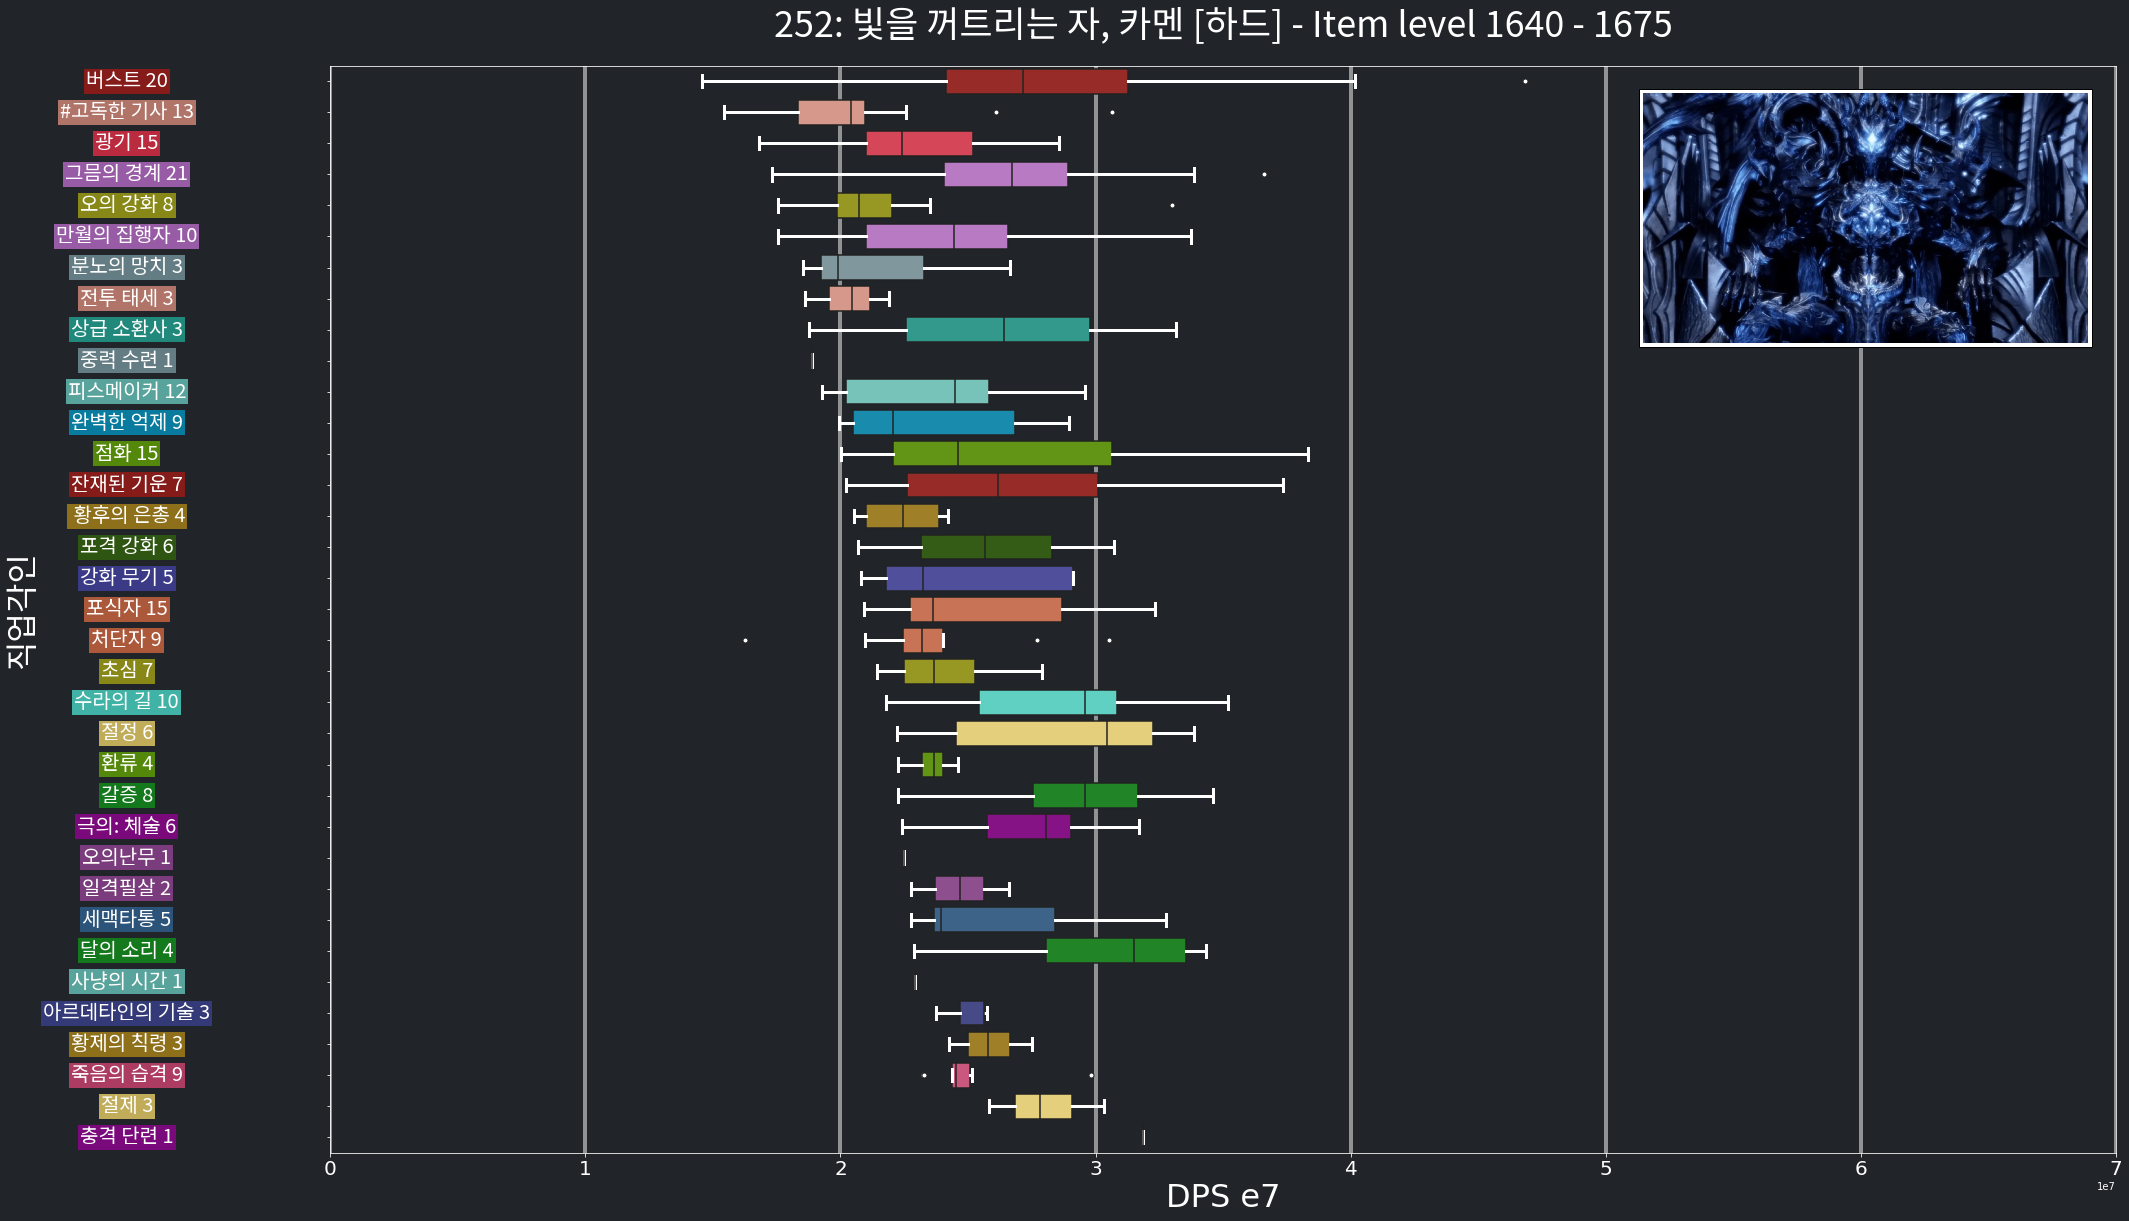 252: 빛을 꺼트리는 자, 카멘 [하드] - Item level 1640 - 1675
버스트 20
#고독한 기사 13
광기 15
그믐의 경계 21
오의 강화 8
만월의 집행자 10
분노의 망치 3
전투 태세 3
상급 소환사 3
중력 수련 1
피스메이커 12
완벽한 억제 9
점화 15
잔재된 기운 7
황후의 은총 4
포격 강화 6
강화 무기 5
포식자 15
처단자 9
초심 7
수라의 길 10
절정 6
환류 4
갈증 8
극의: 체술 6
오의난무 1
일격필살 2
세맥타통 5
달의 소리 4
사냥의 시간 1
아르데타인의 기술 3
황제의 칙령 3
죽음의 습격 9
절제 3
충격 단련 1
직업각인
0 1 2 3 4 5 6 7
1e7
DPS e7